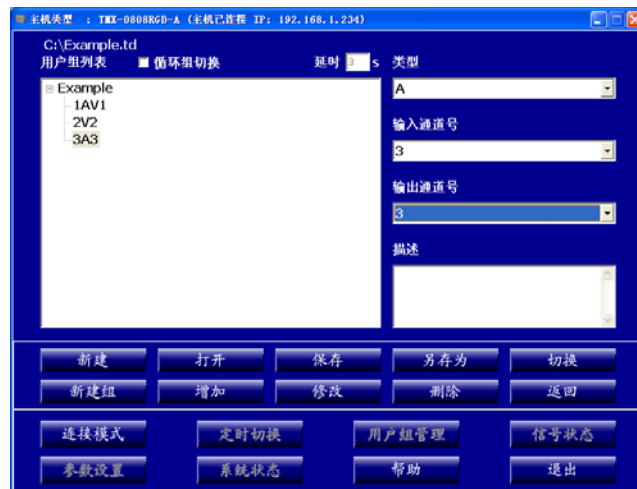 主机类型 : TMX-0808RGD-A (主机已连接 IP: 192.168.1.234)
C:\Example.td
用户组列表 循环组切换 延时 3 s 类型
Example
A
1AV1
2V2
输入通道号
3A3
3
输出通道号
3
描述
新建 打开 保存 另存为 切换
新建组 增加 修改 删除 返回
连接模式 定时切换 用户组管理 信号状态
参数设置 系统状态 帮助 退出